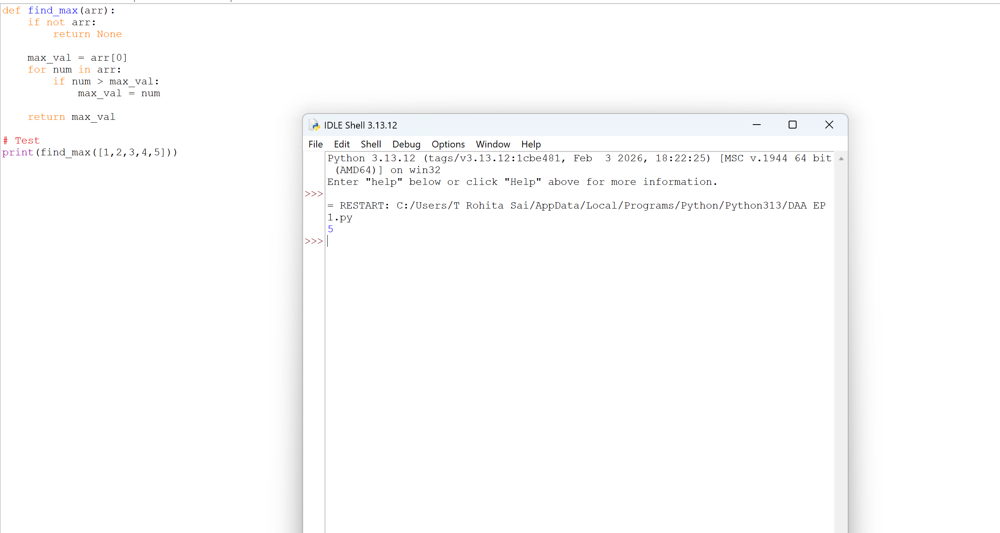 def find_max(arr):
    if not arr:
        return None
    max_val = arr[0]
    for num in arr:
        if num > max_val:
            max_val = num
    return max_val
# Test
print(find_max([1,2,3,4,5]))
IDLE Shell 3.13.12
File Edit Shell Debug Options Window Help
Python 3.13.12 (tags/v3.13.12:1cbe481, Feb  3 2026, 18:22:25) [MSC v.1944 64 bit
 (AMD64)] on win32
Enter "help" below or click "Help" above for more information.
>>>
= RESTART: C:/Users/T Rohita Sai/AppData/Local/Programs/Python/Python313/DAA EP
1.py
5
>>>